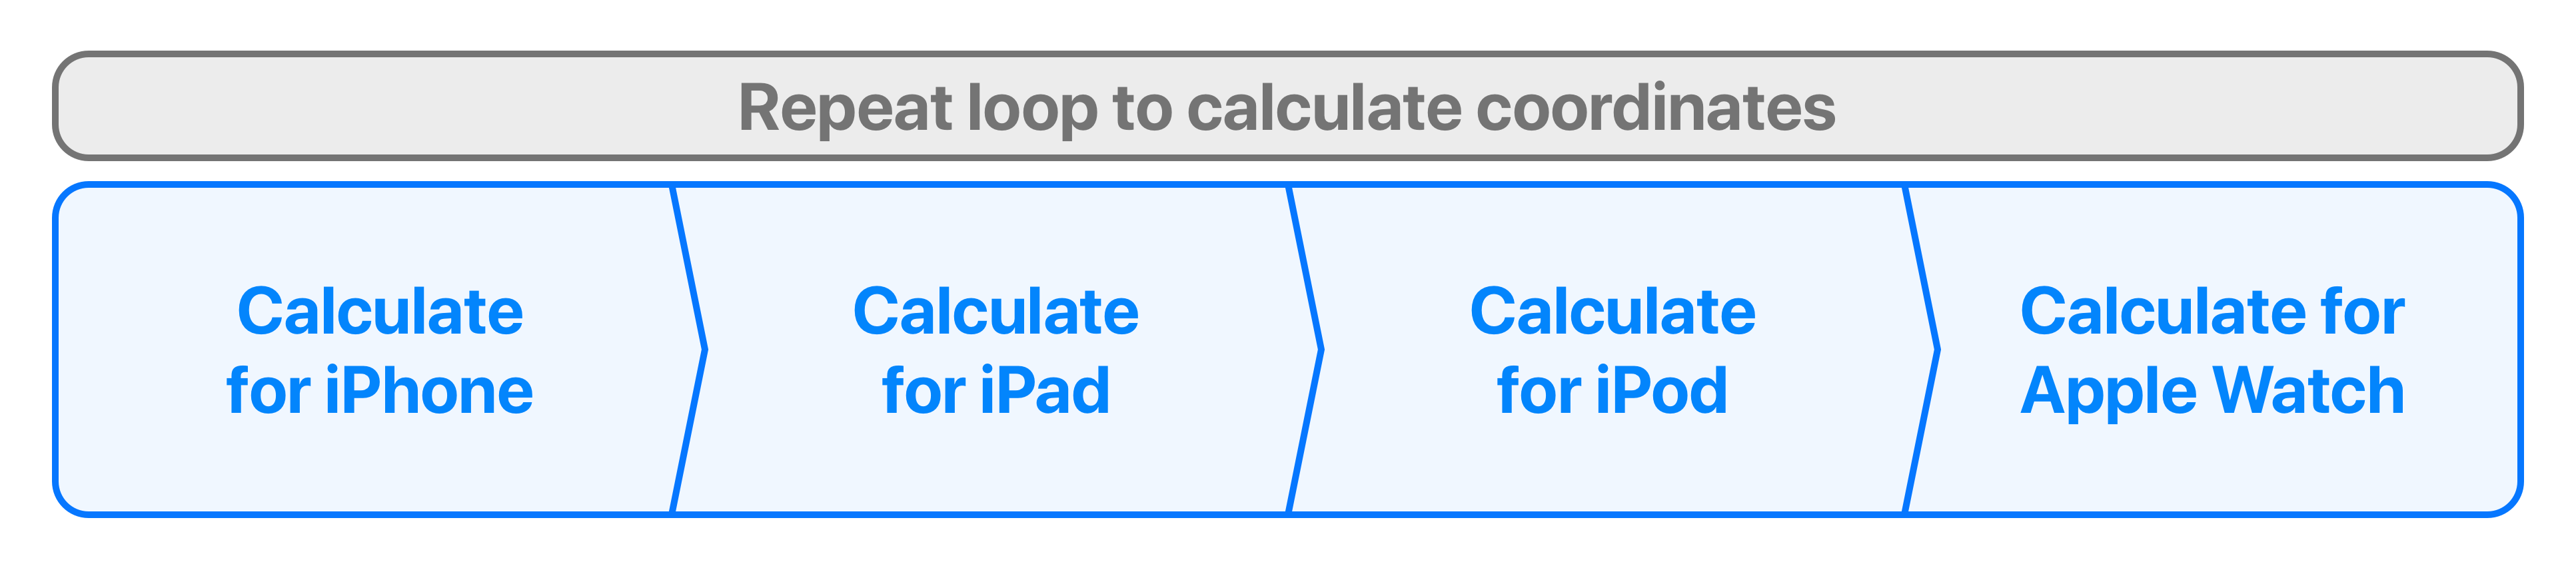 Repeat loop to calculate coordinates
Calculate
for iPhone
Calculate
for iPad
Calculate
for iPod
Calculate for
Apple Watch